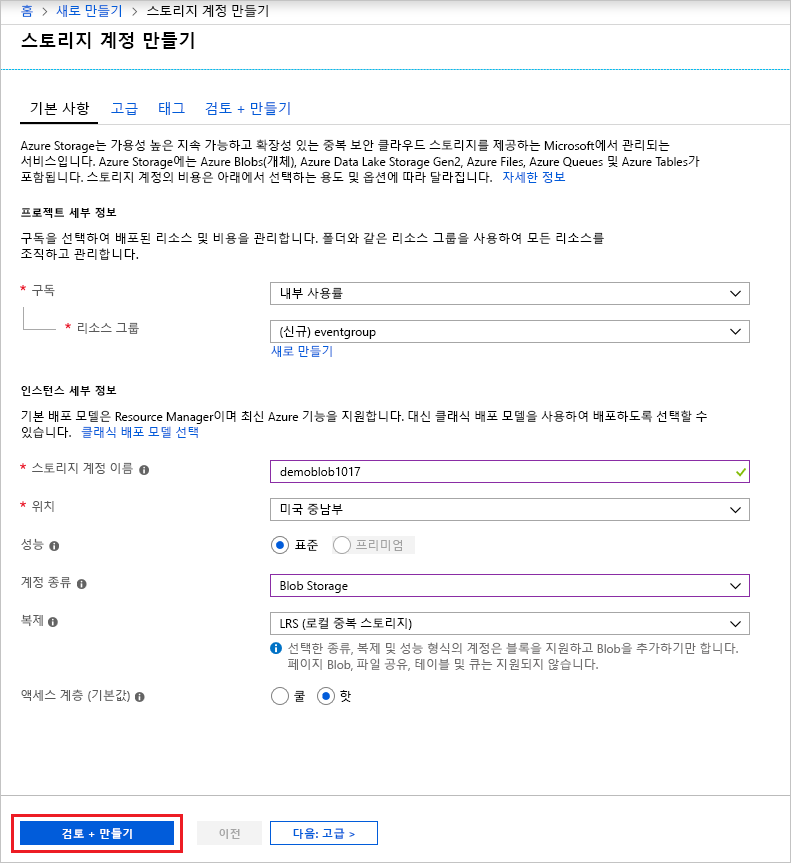 홈 > 새로 만들기 > 스토리지 계정 만들기
스토리지 계정 만들기
기본 사항 고급 태그 검토 + 만들기
Azure Storage는 가용성 높은 지속 가능하고 확장성 있는 중복 보안 클라우드 스토리지를 제공하는 Microsoft에서 관리되는
서비스입니다. Azure Storage에는 Azure Blobs(개체), Azure Data Lake Storage Gen2, Azure Files, Azure Queues 및 Azure Tables가
포함됩니다. 스토리지 계정의 비용은 아래에서 선택하는 용도 및 옵션에 따라 달라집니다. 자세한 정보
프로젝트 세부 정보
구독을 선택하여 배포된 리소스 및 비용을 관리합니다. 폴더와 같은 리소스 그룹을 사용하여 모든 리소스를
조직하고 관리합니다.
* 구독 내부 사용률
* 리소스 그룹 (신규) eventgroup
새로 만들기
인스턴스 세부 정보
기본 배포 모델은 Resource Manager이며 최신 Azure 기능을 지원합니다. 대신 클래식 배포 모델을 사용하여 배포하도록 선택할 수
있습니다. 클래식 배포 모델 선택
* 스토리지 계정 이름 demoblob1017
* 위치 미국 중남부
성능 표준 프리미엄
계정 종류 Blob Storage
복제 LRS (로컬 중복 스토리지)
선택한 종류, 복제 및 성능 형식의 계정은 블록을 지원하고 Blob을 추가하기만 합니다.
페이지 Blob, 파일 공유, 테이블 및 큐는 지원되지 않습니다.
액세스 계층 (기본값) 쿨 핫
검토 + 만들기 이전 다음: 고급 >